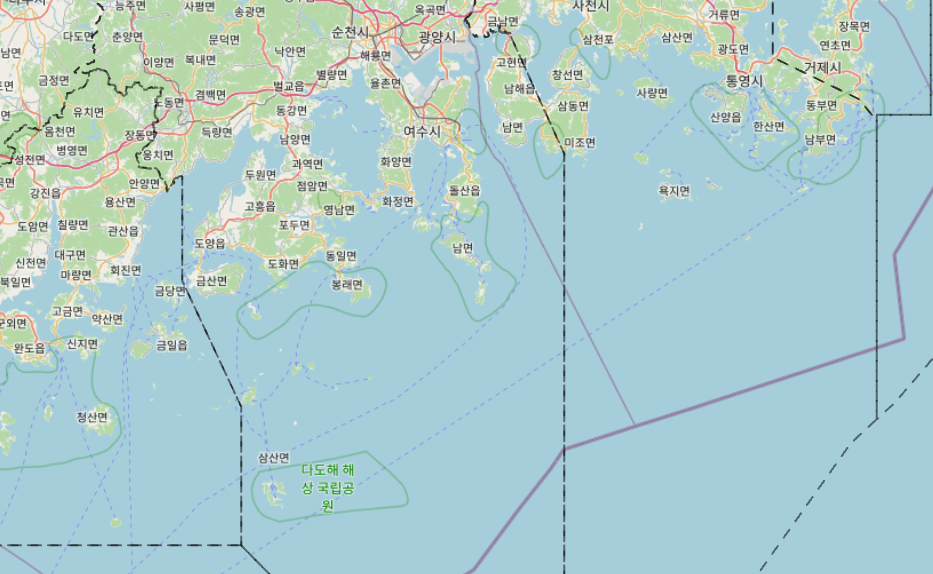 능주면
사평면
송광면
옥곡면
금남면
사천시
거류면
장목면
다도면
춘양면
문덕면
낙안면
순천시
광양시
삼천포
삼산면
광도면
연초면
이양면
복내면
별량면
해룡면
고현면
창선면
통영시
거제시
금정면
겸백면
벌교읍
율촌면
남해읍
사량면
동부면
유치면
동강면
삼동면
산양읍
한산면
남부면
옴천면
장동면
득량면
남양면
여수시
남면
미조면
병영면
웅치면
과역면
화양면
성전면
두원면
점암면
돌산읍
욕지면
강진읍
안양면
용산면
고흥읍
영남면
화정면
도암면
칠량면
관산읍
포두면
도양읍
남면
신전면
대구면
마량면
회진면
도화면
동일면
북일면
금당면
금산면
봉래면
고금면
약산면
군외면
완도읍
신지면
금일읍
청산면
삼산면
다도해 해
상 국립공
원